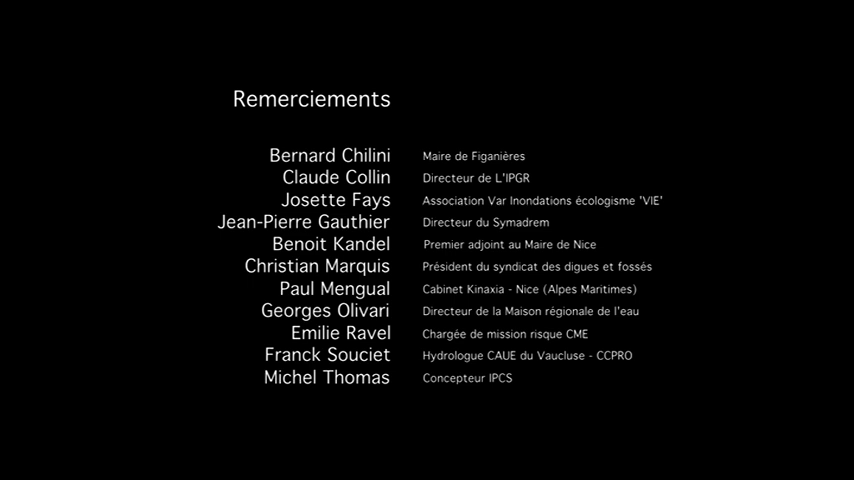 Remerciements
Bernard Chilini Maire de Figanières
Claude Collin Directeur de L'IPGR
Josette Fays Association Var Inondations écologisme 'VIE'
Jean-Pierre Gauthier Directeur du Symadrem
Benoit Kandel Premier adjoint au Maire de Nice
Christian Marquis Président du syndicat des digues et fossés
Paul Mengual Cabinet Kinaxia - Nice (Alpes Maritimes)
Georges Olivari Directeur de la Maison régionale de l'eau
Emilie Ravel Chargée de mission risque CME
Franck Souciet Hydrologue CAUE du Vaucluse - CCPRO
Michel Thomas Concepteur IPCS